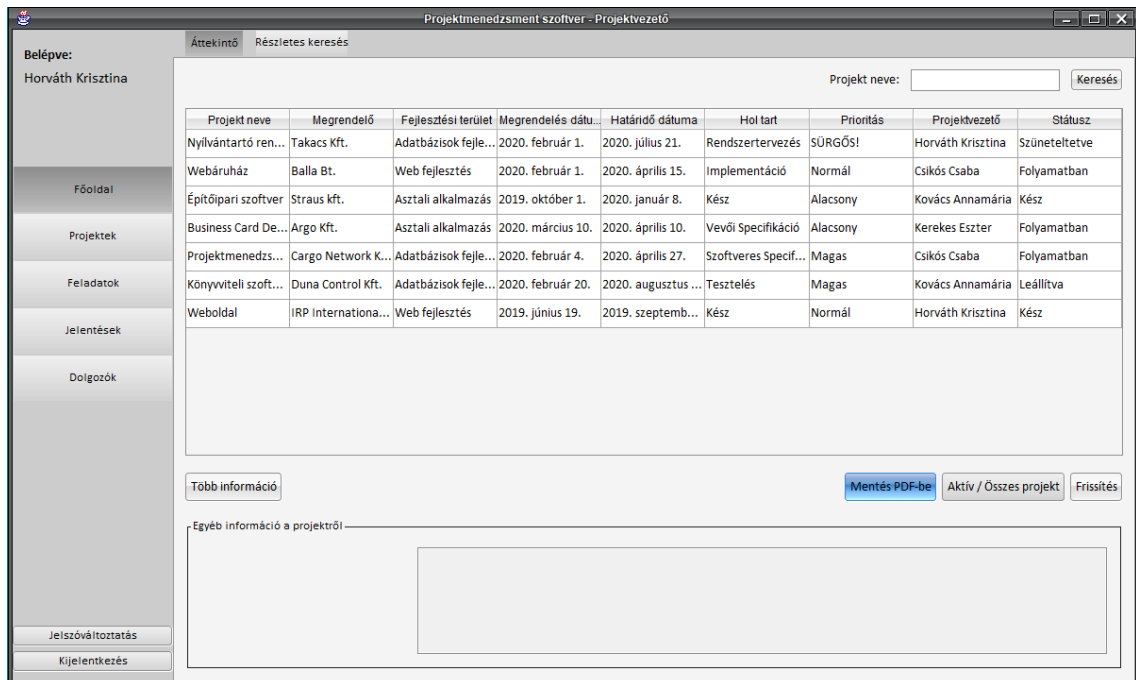 Projektmenedzsment szoftver - Projektvezető
Belépve:
Horváth Krisztina
Főoldal
Projektek
Feladatok
Jelentések
Dolgozók
Jelszóváltoztatás
Kijelentkezés
Áttekintő Részletes keresés
Projekt neve: Keresés
Projekt neve Megrendelő Fejlesztési terület Megrendelés dátu... Határidő dátuma Hol tart Prioritás Projektvezető Státusz
Nyílvántartó ren... Takacs Kft. Adatbázisok fejle... 2020. február 1. 2020. július 21. Rendszertervezés SÜRGŐS! Horváth Krisztina Szüneteltetve
Webáruház Balla Bt. Web fejlesztés 2020. február 1. 2020. április 15. Implementáció Normál Csikós Csaba Folyamatban
Építőipari szoftver Straus kft. Asztali alkalmazás 2019. október 1. 2020. január 8. Kész Alacsony Kovács Annamária Kész
Business Card De... Argo Kft. Asztali alkalmazás 2020. március 10. 2020. április 10. Vevői Specifikáció Alacsony Kerekes Eszter Folyamatban
Projektmenedzs... Cargo Network K... Adatbázisok fejle... 2020. február 4. 2020. április 27. Szoftveres Specif... Magas Csikós Csaba Folyamatban
Könyvviteli szoft... Duna Control Kft. Adatbázisok fejle... 2020. február 20. 2020. augusztus ... Tesztelés Magas Kovács Annamária Leállítva
Weboldal IRP Internationa... Web fejlesztés 2019. június 19. 2019. szeptemb... Kész Normál Horváth Krisztina Kész
Több információ Mentés PDF-be Aktív / Összes projekt Frissítés
Egyéb információ a projektről